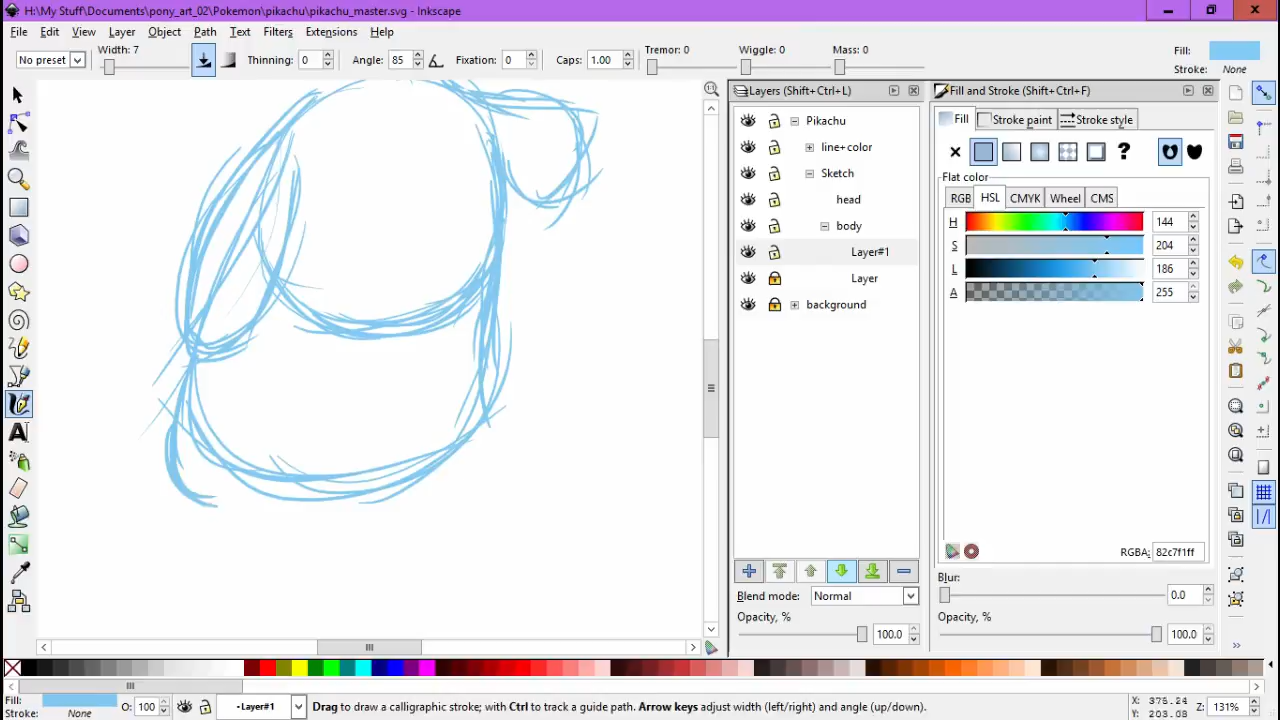 H:\My Stuff\Documents\pony_art_02\Pokemon\pikachu\pikachu_master.svg - Inkscape
File Edit View Layer Object Path Text Filters Extensions Help
No preset Width: 7 Thinning: 0 Angle: 85 Fixation: 0 Caps: 1.00 Tremor: 0 Wiggle: 0 Mass: 0 Fill:
Stroke: None
Layers (Shift+Ctrl+L)
Pikachu
line+color
Sketch
head
body
Layer#1
Layer
background
Blend mode: Normal
Opacity, % 100.0
Fill and Stroke (Shift+Ctrl+F)
Fill Stroke paint Stroke style
?
Flat color
RGB HSL CMYK Wheel CMS
H 144
S 204
L 186
A 255
RGBA: 82c7f1ff
Blur:
0.0
Opacity, %
100.0
Fill:
Stroke: None
O: 100
•Layer#1
Drag to draw a calligraphic stroke; with Ctrl to track a guide path. Arrow keys adjust width (left/right) and angle (up/down).
X: 375.24
Y: 203.08
Z: 131%